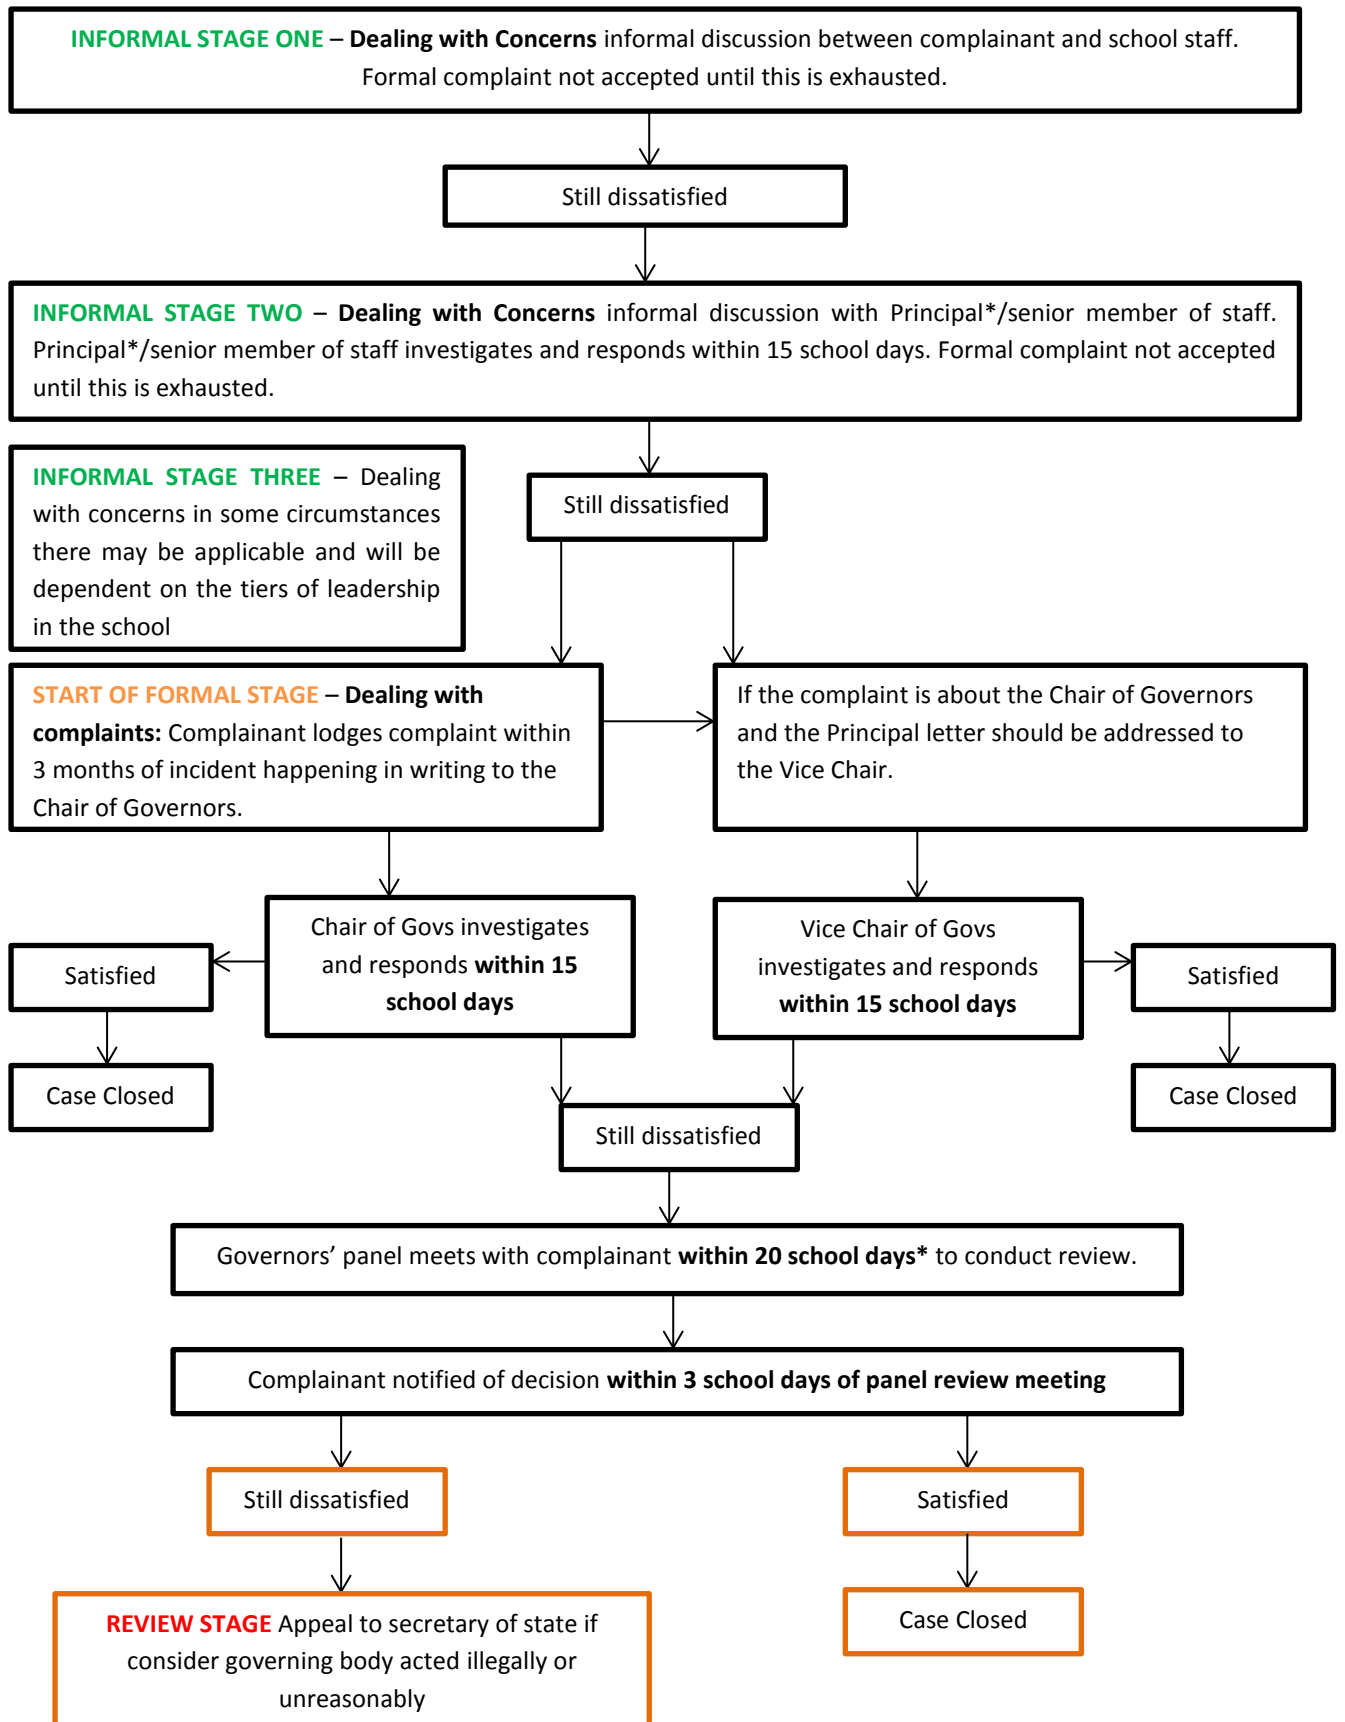 INFORMAL STAGE ONE – Dealing with Concerns informal discussion between complainant and school staff.
Formal complaint not accepted until this is exhausted.
Still dissatisfied
INFORMAL STAGE TWO – Dealing with Concerns informal discussion with Principal*/senior member of staff.
Principal*/senior member of staff investigates and responds within 15 school days. Formal complaint not accepted
until this is exhausted.
INFORMAL STAGE THREE – Dealing
with concerns in some circumstances
there may be applicable and will be
dependent on the tiers of leadership
in the school
Still dissatisfied
START OF FORMAL STAGE – Dealing with
complaints: Complainant lodges complaint within
3 months of incident happening in writing to the
Chair of Governors.
If the complaint is about the Chair of Governors
and the Principal letter should be addressed to
the Vice Chair.
Chair of Govs investigates
and responds within 15
school days
Vice Chair of Govs
investigates and responds
within 15 school days
Satisfied
Satisfied
Case Closed
Case Closed
Still dissatisfied
Governors’ panel meets with complainant within 20 school days* to conduct review.
Complainant notified of decision within 3 school days of panel review meeting
Still dissatisfied
Satisfied
REVIEW STAGE Appeal to secretary of state if
consider governing body acted illegally or
unreasonably
Case Closed